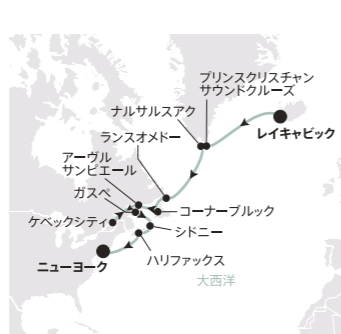 プリンスクリスチャン
サウンドクルーズ
ナルサルスアク
レイキャビック
ランスオメドー
アーヴル
サンピエール
ガスペ
コーナーブルック
ケベックシティ
シドニー
ハリファックス
ニューヨーク
大西洋